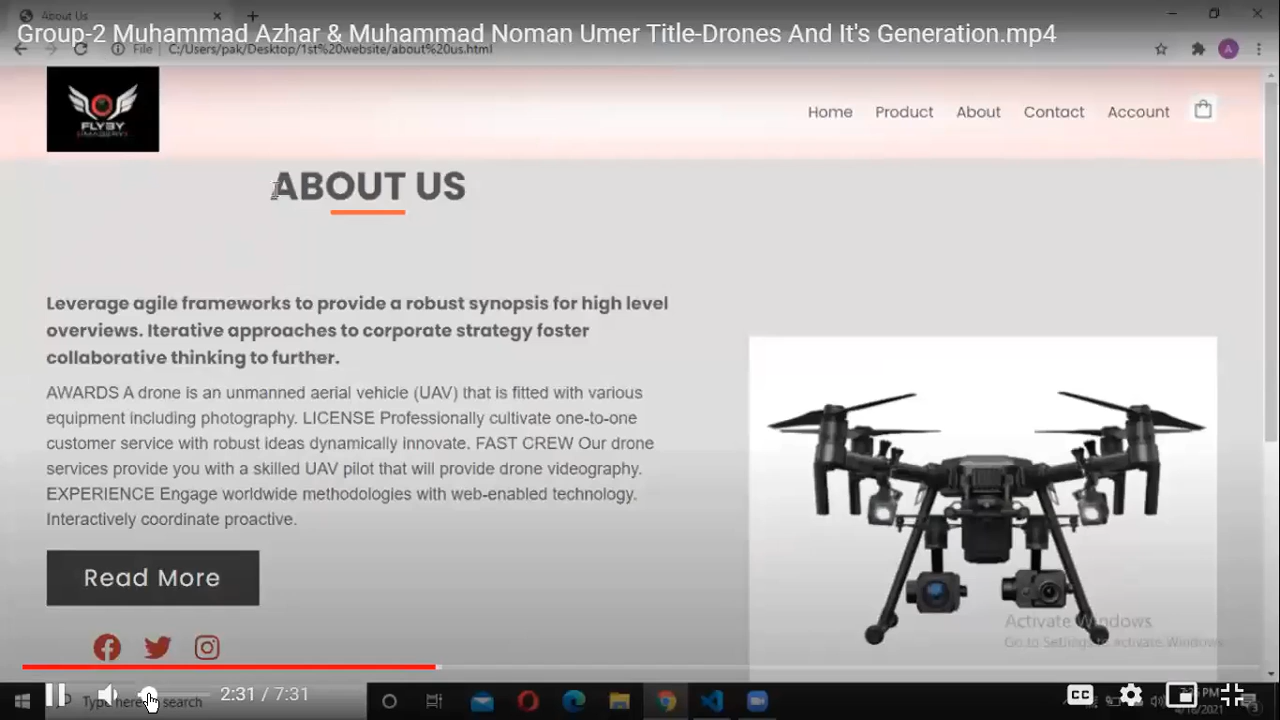 About Us
Group-2 Muhammad Azhar & Muhammad Noman Umer Title-Drones And It's Generation.mp4
File C:/Users/pak/Desktop/1st%20website/about%20us.html
A
FLYBY
IMAGERY
Home Product About Contact Account
ABOUT US
Leverage agile frameworks to provide a robust synopsis for high level
overviews. Iterative approaches to corporate strategy foster
collaborative thinking to further.
AWARDS A drone is an unmanned aerial vehicle (UAV) that is fitted with various
equipment including photography. LICENSE Professionally cultivate one-to-one
customer service with robust ideas dynamically innovate. FAST CREW Our drone
services provide you with a skilled UAV pilot that will provide drone videography.
EXPERIENCE Engage worldwide methodologies with web-enabled technology.
Interactively coordinate proactive.
Read More
Activate Windows
Go to Settings to activate Windows.
2:31 / 7:31
Type here search
CC
PM
2021